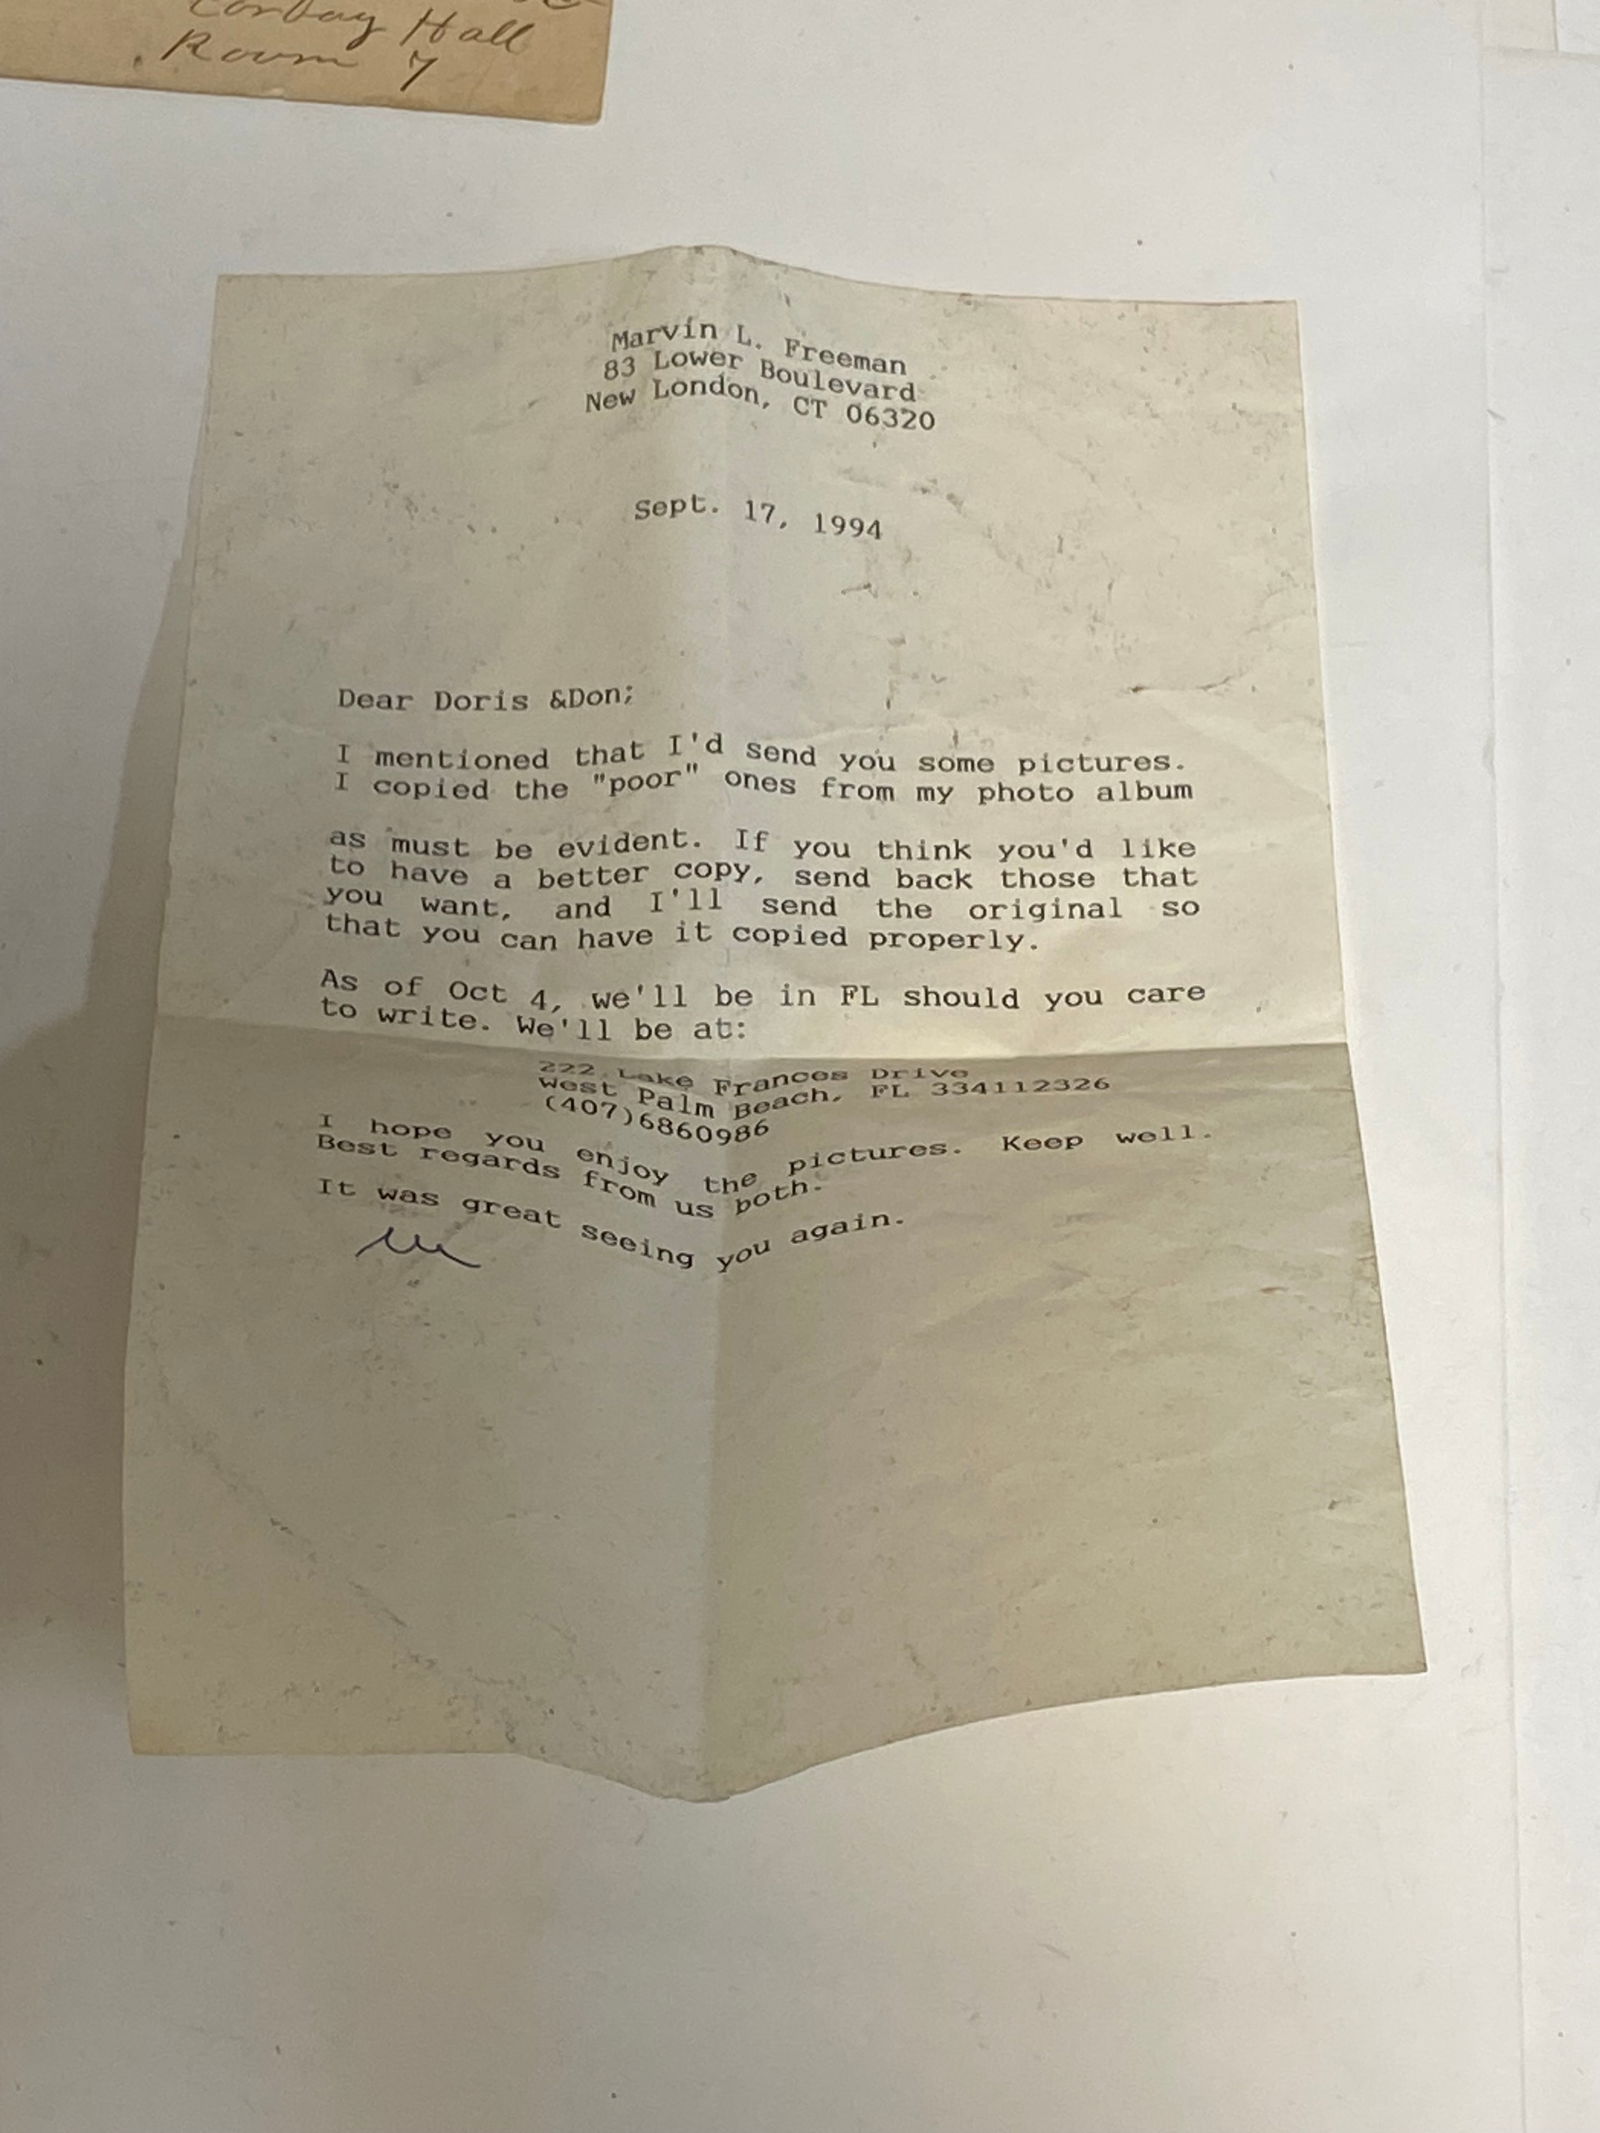 Hall
Room 7
Marvin L. Freeman
83 Lower Boulevard
New London, CT 06320
Sept. 17, 1994
Dear Doris &Don;
I mentioned that I'd send you some pictures.
I copied the "poor" ones from my photo album
as must be evident. If you think you'd like
to have a better copy, send back those that
you want, and I'll send the original so
that you can have it copied properly.
As of Oct 4, we'll be in FL should you care
to write. We'll be at:
222 Lake Frances Drive
West Palm Beach, FL 334112326
(407)6860986
I hope you enjoy the pictures. Keep well.
Best regards from us both.
It was great seeing you again.